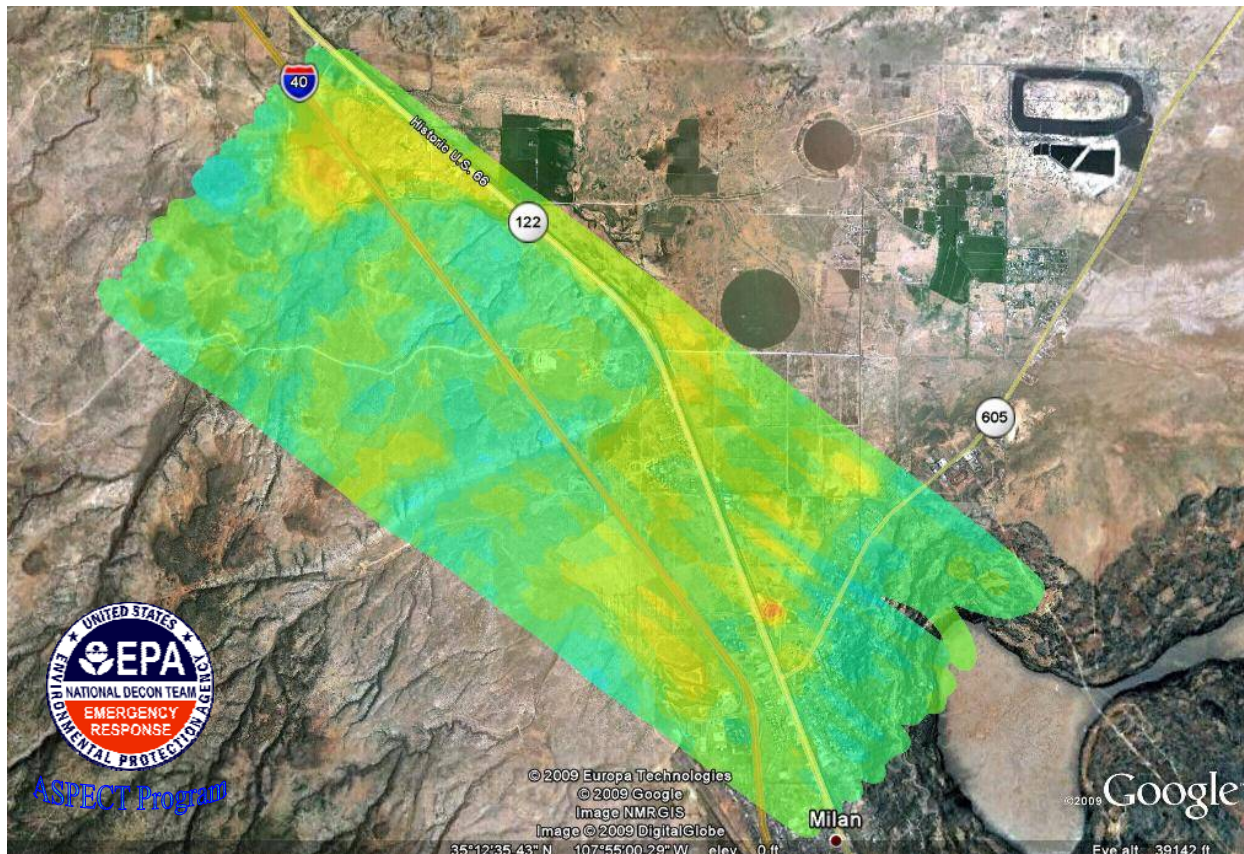 40
Historic U.S. 66
122
605
UNITED STATES
EPA
NATIONAL DECON TEAM
EMERGENCY
RESPONSE
ENVIRONMENTAL PROTECTION AGENCY
ASPECT Program
© 2009 Europa Technologies
© 2009 Google
Image NMRGIS
Image © 2009 DigitalGlobe
©2009 Google
Milan
35°12'35.43" N 107°55'00.29" W elev 0 ft
Eye alt 39142 ft